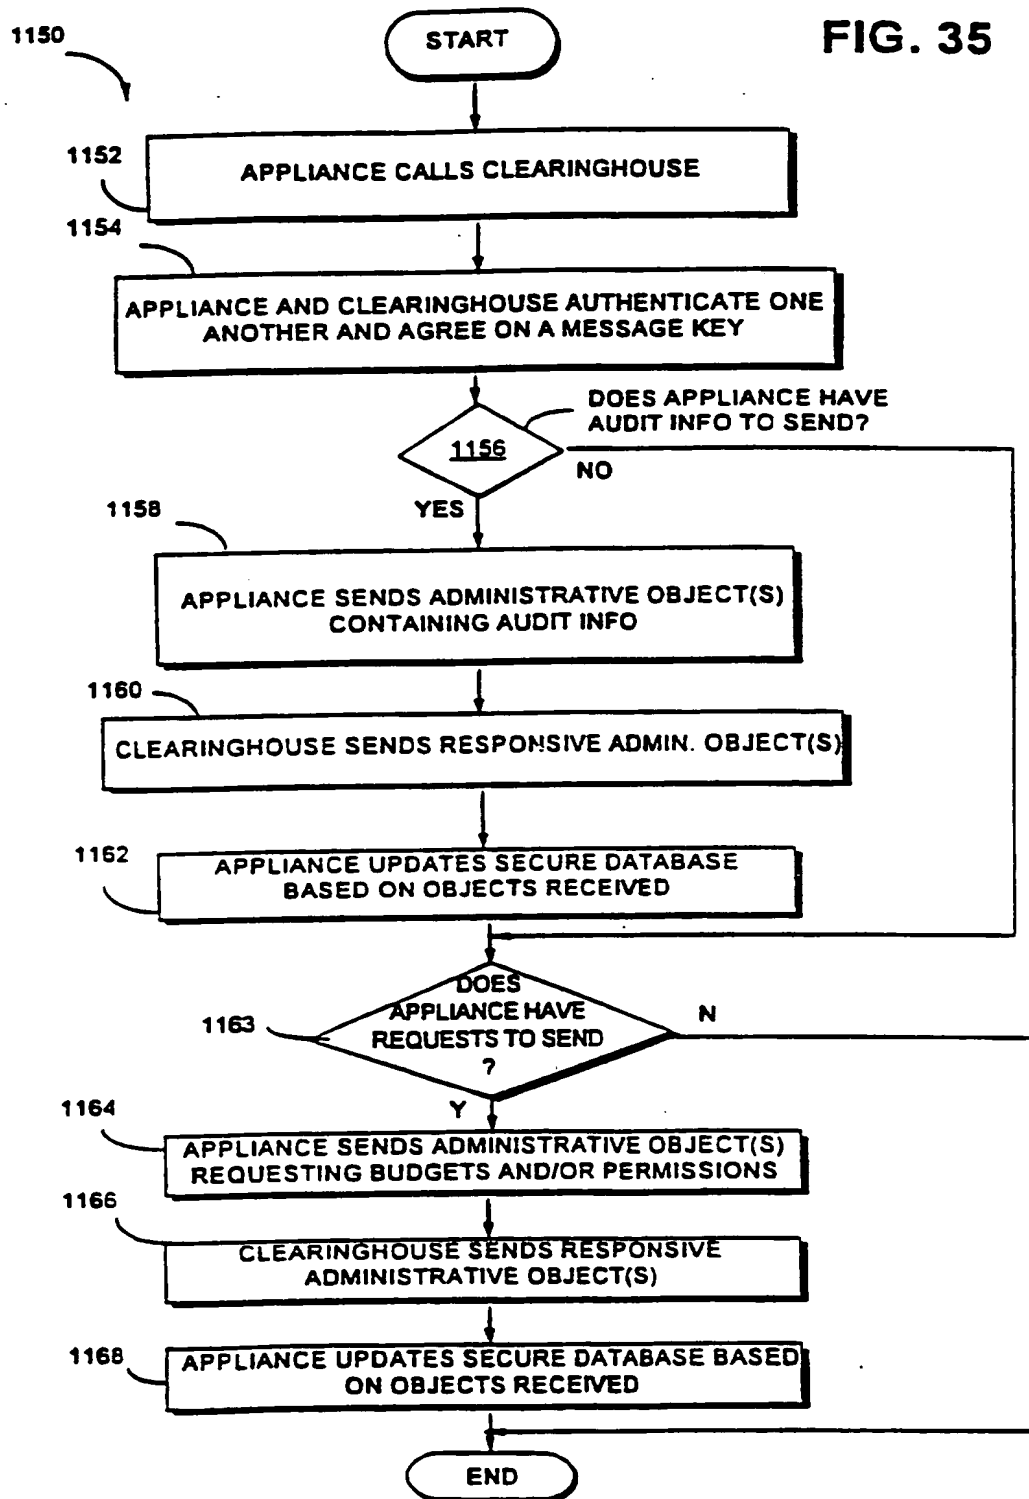 1150
START
FIG. 35
1152
APPLIANCE CALLS CLEARINGHOUSE
1154
APPLIANCE AND CLEARINGHOUSE AUTHENTICATE ONE
ANOTHER AND AGREE ON A MESSAGE KEY
DOES APPLIANCE HAVE
AUDIT INFO TO SEND?
1156
NO
YES
1158
APPLIANCE SENDS ADMINISTRATIVE OBJECT(S)
CONTAINING AUDIT INFO
1160
CLEARINGHOUSE SENDS RESPONSIVE ADMIN. OBJECT(S)
1162
APPLIANCE UPDATES SECURE DATABASE
BASED ON OBJECTS RECEIVED
DOES
APPLIANCE HAVE
REQUESTS TO SEND
?
1163
N
Y
1164
APPLIANCE SENDS ADMINISTRATIVE OBJECT(S)
REQUESTING BUDGETS AND/OR PERMISSIONS
1166
CLEARINGHOUSE SENDS RESPONSIVE
ADMINISTRATIVE OBJECT(S)
1168
APPLIANCE UPDATES SECURE DATABASE BASED
ON OBJECTS RECEIVED
END